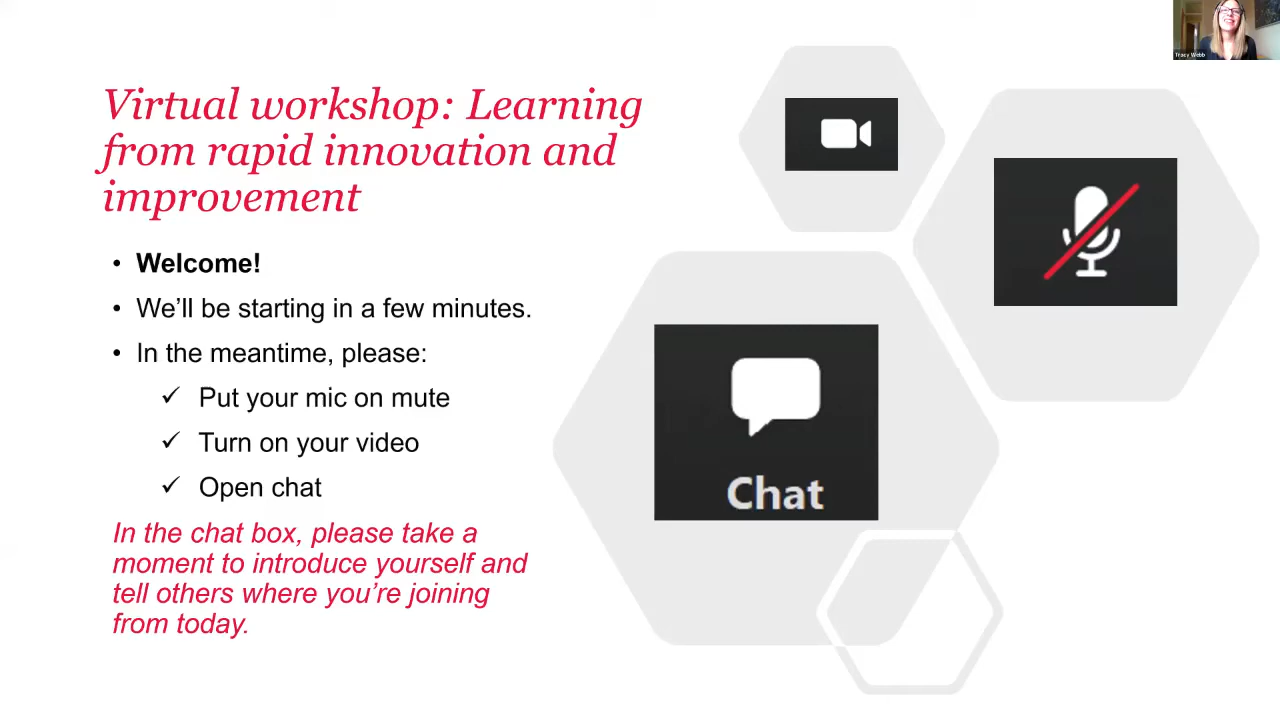 Tracy Webb
Virtual workshop: Learning
from rapid innovation and
improvement
• Welcome!
• We’ll be starting in a few minutes.
• In the meantime, please:
✓ Put your mic on mute
✓ Turn on your video
✓ Open chat
In the chat box, please take a
moment to introduce yourself and
tell others where you’re joining
from today.
Chat